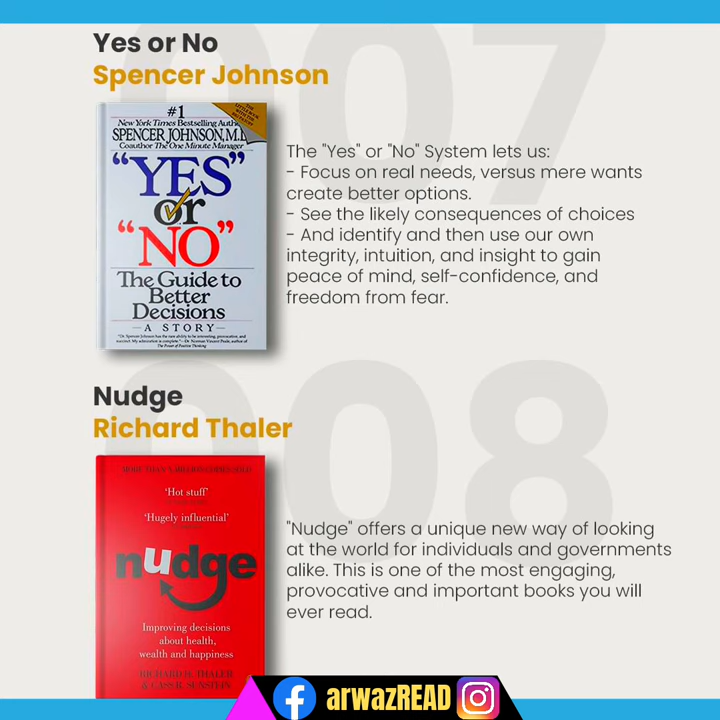 007
Yes or No
Spencer Johnson
#1
New York Times Bestselling Autho
SPENCER JOHNSON, M.D
Coauthor The One Minute Manager
"YES"
or
"NO"
The Guide to
Better
Decisions
A STORY
The "Yes" or "No" System lets us:
- Focus on real needs, versus mere wants
create better options.
- See the likely consequences of choices
- And identify and then use our own
integrity, intuition, and insight to gain
peace of mind, self-confidence, and
freedom from fear.
008
Nudge
Richard Thaler
'Hot stuff'
'Hugely influential'
nudge
Improving decisions
about health,
wealth and happiness
RICHARD H. THALER
& CASS R. SUNSTEIN
"Nudge" offers a unique new way of looking
at the world for individuals and governments
alike. This is one of the most engaging,
provocative and important books you will
ever read.
arwazREAD